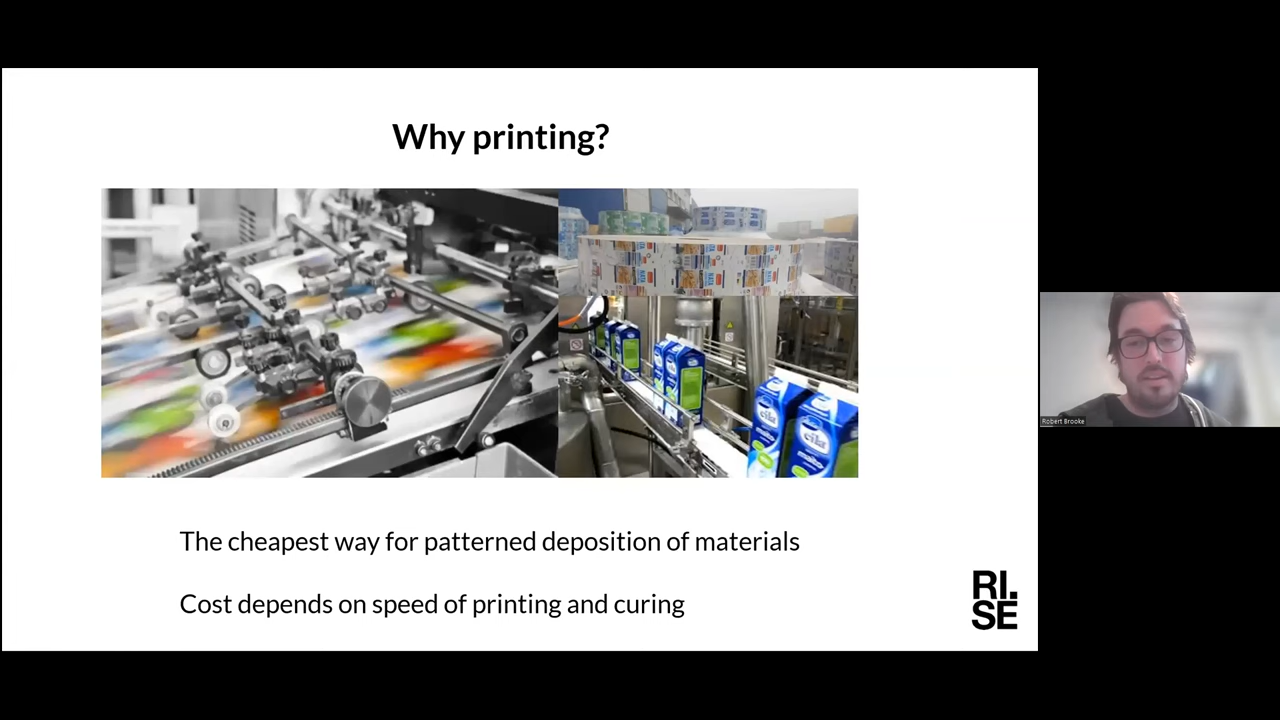 Why printing?
The cheapest way for patterned deposition of materials
Cost depends on speed of printing and curing
RI.
SE
Robert Brooke